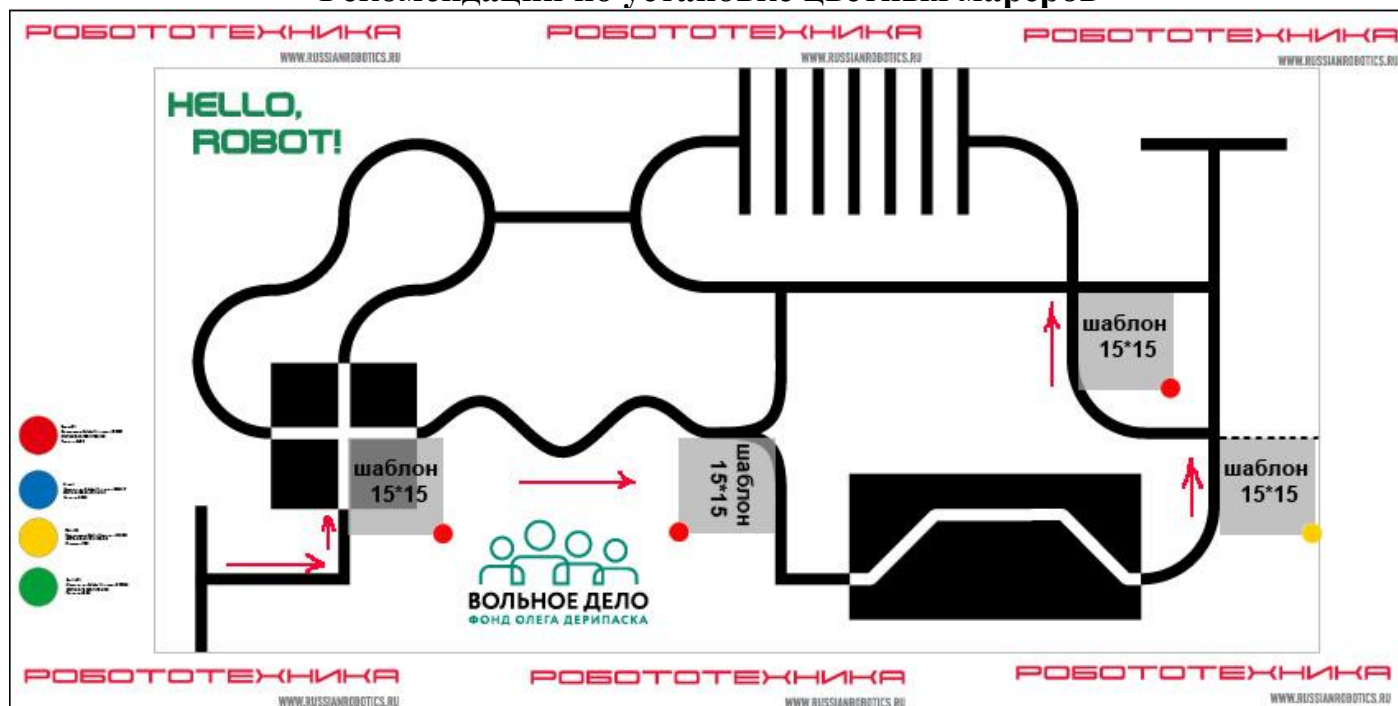 Рекомендации по установке цветных мареров
РОБОТОТЕХНИКА
WWW.RUSSIANROBOTICS.RU
РОБОТОТЕХНИКА
WWW.RUSSIANROBOTICS.RU
РОБОТОТЕХНИКА
WWW.RUSSIANROBOTICS.RU
HELLO,
ROBOT!
шаблон
15*15
шаблон
15*15
шаблон
15*15
шаблон
15*15
ВОЛЬНОЕ ДЕЛО
ФОНД ОЛЕГА ДЕРИПАСКА
РОБОТОТЕХНИКА
WWW.RUSSIANROBOTICS.RU
РОБОТОТЕХНИКА
WWW.RUSSIANROBOTICS.RU
РОБОТОТЕХНИКА
WWW.RUSSIANROBOTICS.RU